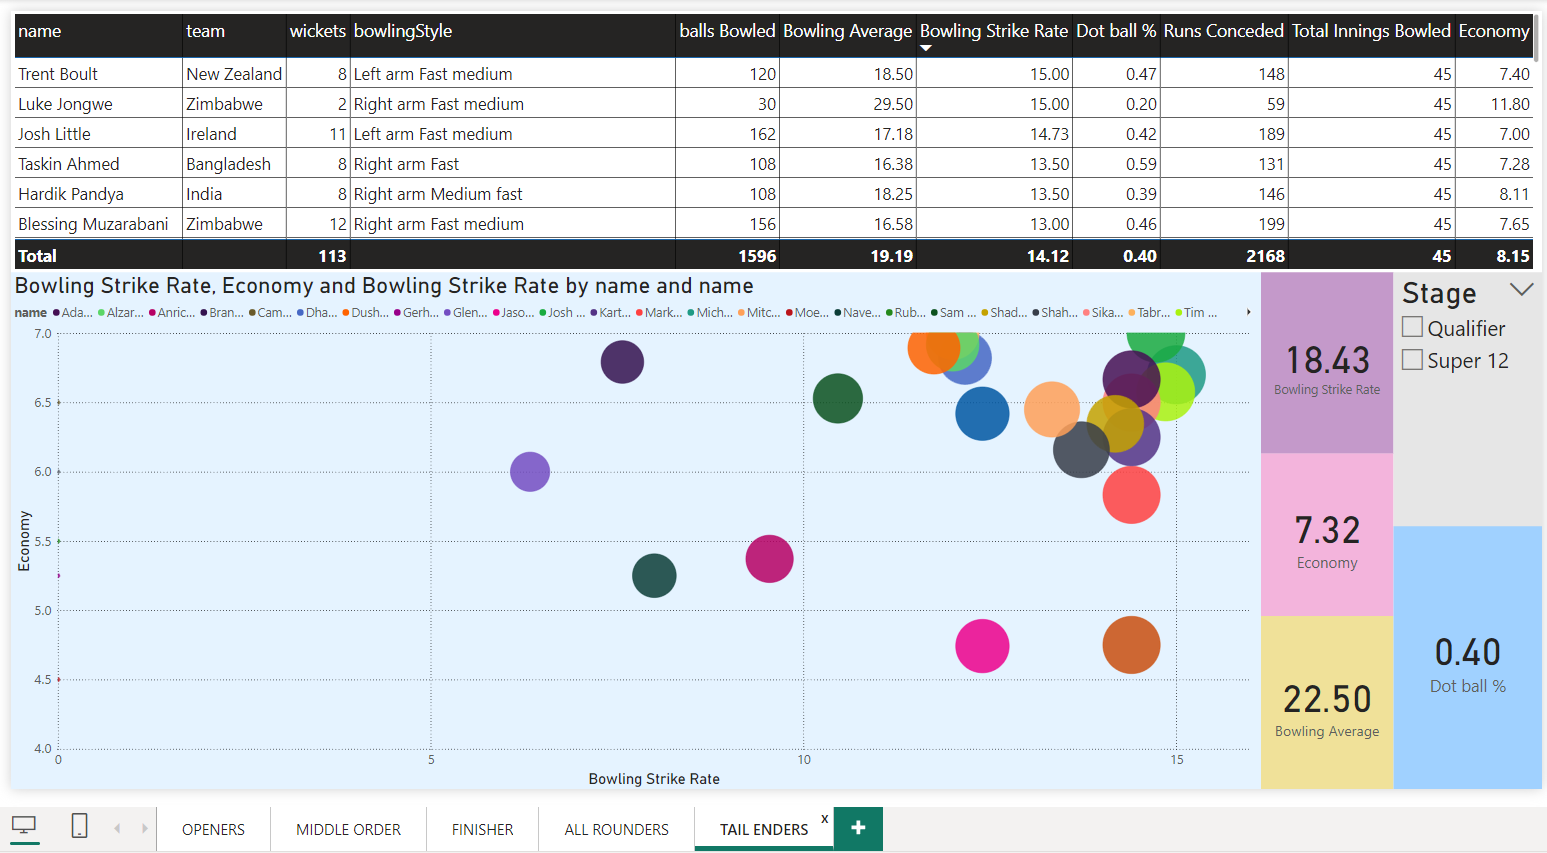 name team wickets bowlingStyle balls Bowled Bowling Average Bowling Strike Rate Dot ball % Runs Conceded Total Innings Bowled Economy
Trent Boult New Zealand 8 Left arm Fast medium 120 18.50 15.00 0.47 148 45 7.40
Luke Jongwe Zimbabwe 2 Right arm Fast medium 30 29.50 15.00 0.20 59 45 11.80
Josh Little Ireland 11 Left arm Fast medium 162 17.18 14.73 0.42 189 45 7.00
Taskin Ahmed Bangladesh 8 Right arm Fast 108 16.38 13.50 0.59 131 45 7.28
Hardik Pandya India 8 Right arm Medium fast 108 18.25 13.50 0.39 146 45 8.11
Blessing Muzarabani Zimbabwe 12 Right arm Fast medium 156 16.58 13.00 0.46 199 45 7.65
Total 113 1596 19.19 14.12 0.40 2168 45 8.15
Bowling Strike Rate, Economy and Bowling Strike Rate by name and name
name Ada... Alzar... Anric... Bran... Cam... Dha... Dush... Gerh... Glen... Jaso... Josh ... Kart... Mark... Mich... Mitc... Moe... Nave... Rub... Sam ... Shad... Shah... Sika... Tabr... Tim ...
7.0
6.5
6.0
5.5
5.0
4.5
4.0
Economy
0 5 10 15
Bowling Strike Rate
18.43
Bowling Strike Rate
7.32
Economy
22.50
Bowling Average
Stage
Qualifier
Super 12
0.40
Dot ball %
OPENERS MIDDLE ORDER FINISHER ALL ROUNDERS TAIL ENDERS x +